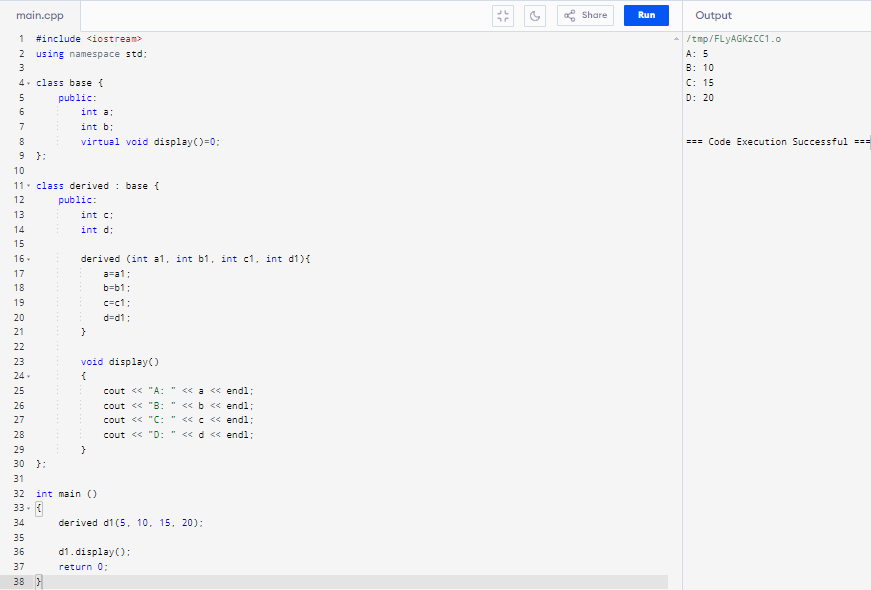 main.cpp
Share
Run
Output
1 #include <iostream>
2 using namespace std;
3
4 class base {
5     public:
6         int a;
7         int b;
8         virtual void display()=0;
9 };
10
11 class derived : base {
12     public:
13         int c;
14         int d;
15
16         derived (int a1, int b1, int c1, int d1){
17             a=a1;
18             b=b1;
19             c=c1;
20             d=d1;
21         }
22
23         void display()
24         {
25             cout << "A: " << a << endl;
26             cout << "B: " << b << endl;
27             cout << "C: " << c << endl;
28             cout << "D: " << d << endl;
29         }
30 };
31
32 int main ()
33 {
34     derived d1(5, 10, 15, 20);
35
36     d1.display();
37     return 0;
38 }
/tmp/FLyAGKzCC1.o
A: 5
B: 10
C: 15
D: 20
=== Code Execution Successful ===